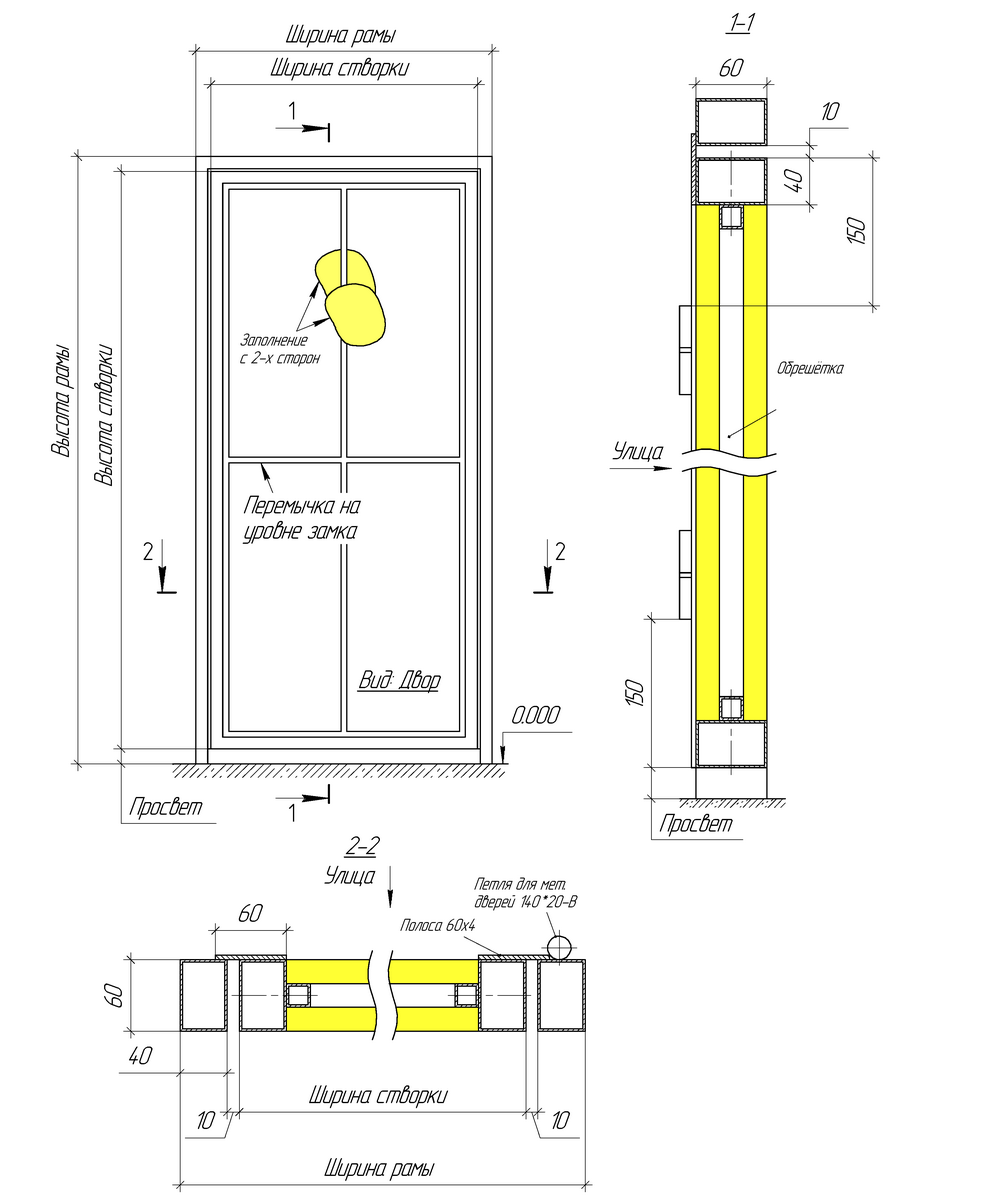 Ширина рамы
Ширина створки
1
Высота рамы
Высота створки
Заполнение
с 2-х сторон
Перемычка на
уровне замка
2
2
Вид: Двор
0.000
Просвет
1
1-1
60
10
40
150
Обрешётка
Улица
150
Просвет
2-2
Улица
Петля для мет.
дверей 140*20-В
Полоса 60х4
60
60
40
Ширина створки
10
10
Ширина рамы